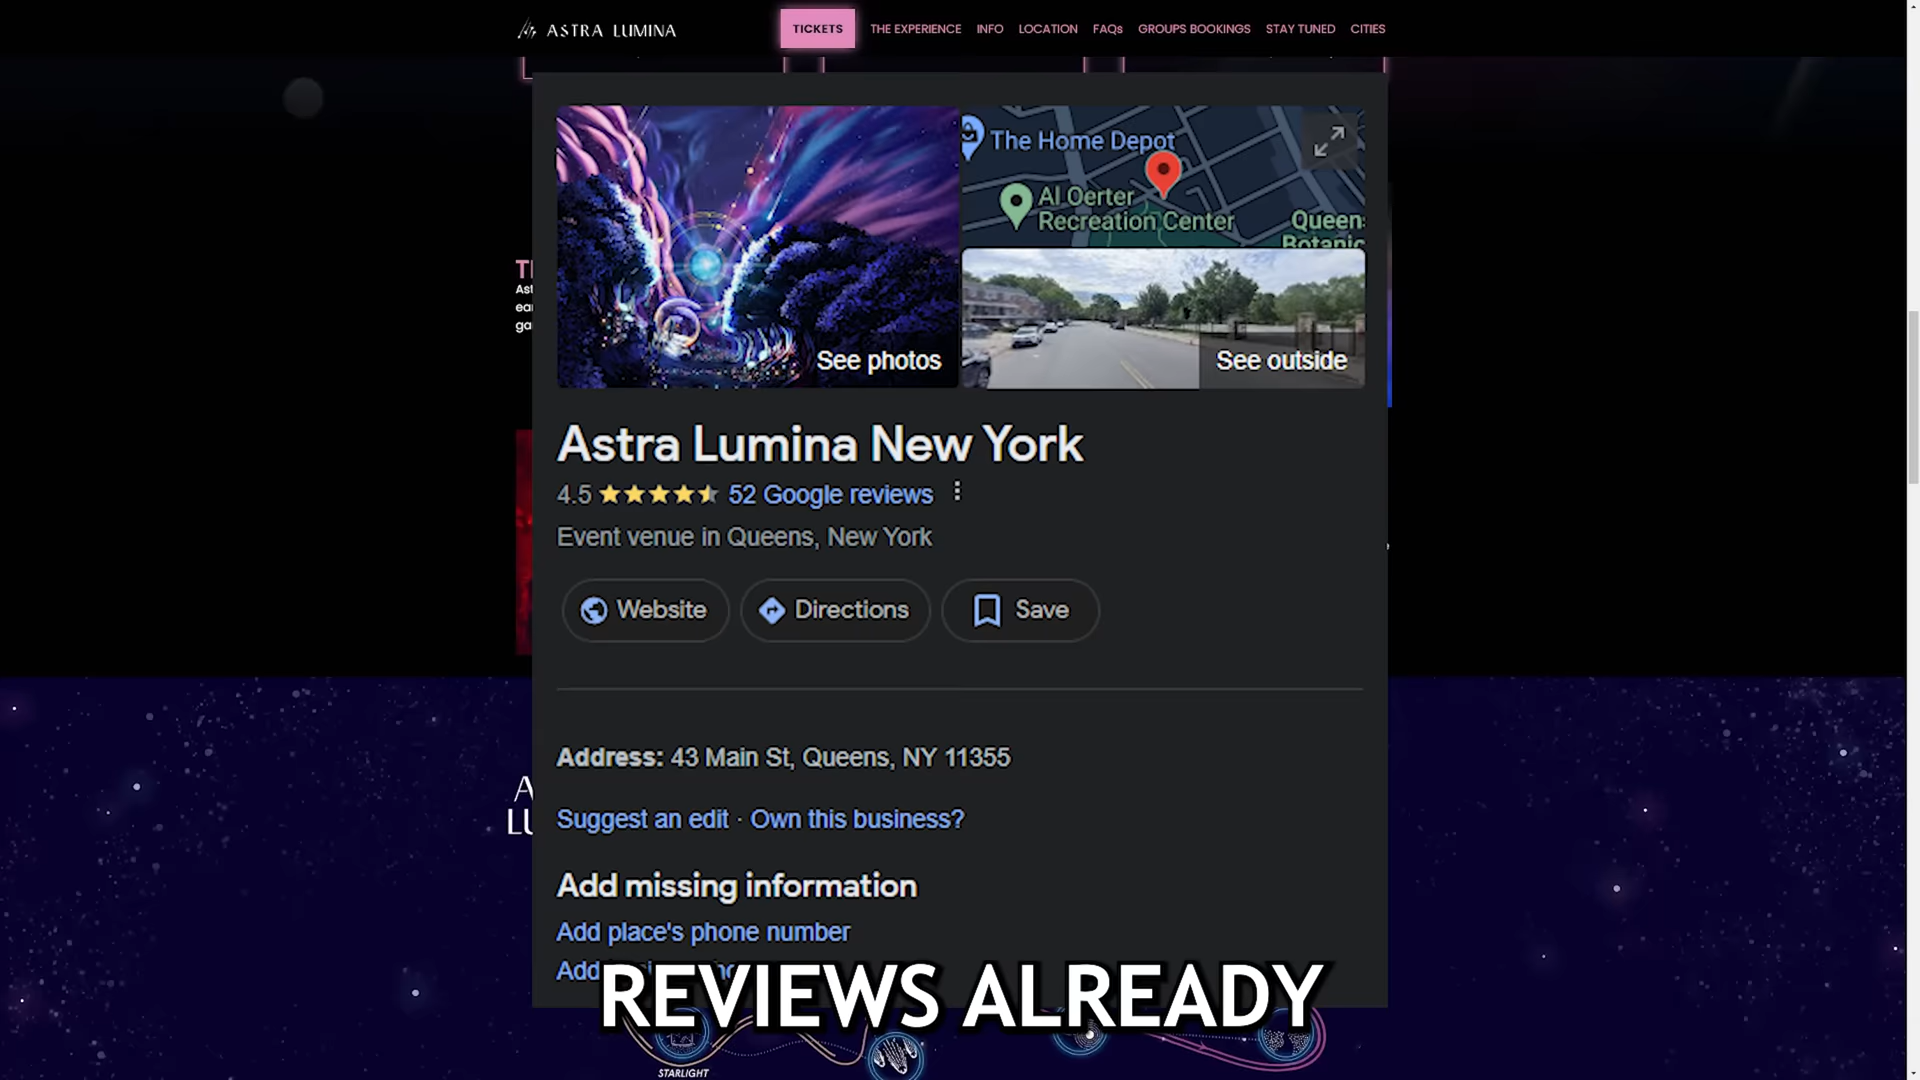 ASTRA LUMINA
TICKETS
THE EXPERIENCE
INFO
LOCATION
FAQs
GROUPS BOOKINGS
STAY TUNED
CITIES
The Home Depot
Al Oerter
Recreation Center
See photos
See outside
Astra Lumina New York
4.5 52 Google reviews
Event venue in Queens, New York
Website
Directions
Save
Address: 43 Main St, Queens, NY 11355
Suggest an edit · Own this business?
Add missing information
Add place's phone number
Add
REVIEWS ALREADY
STARLIGHT